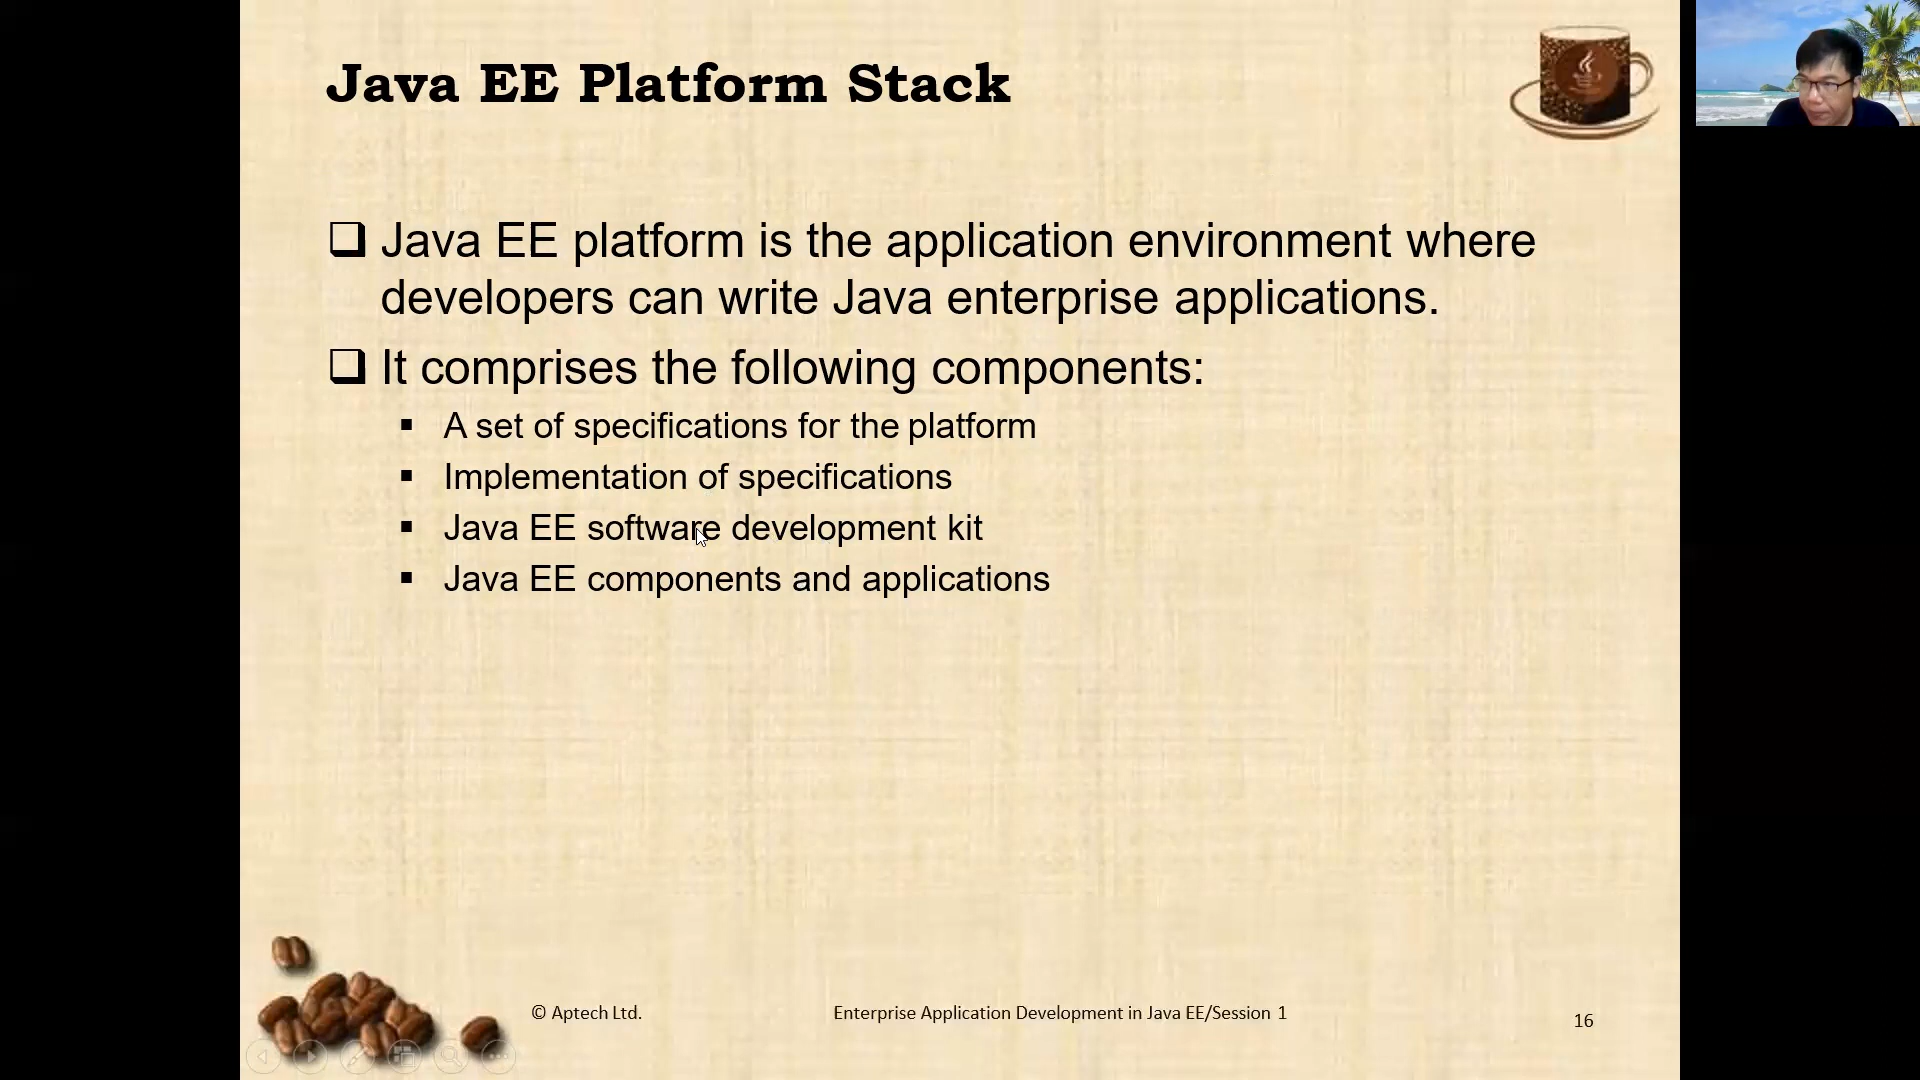 Java EE Platform Stack
Java EE platform is the application environment where
developers can write Java enterprise applications.
It comprises the following components:
A set of specifications for the platform
Implementation of specifications
Java EE software development kit
Java EE components and applications
© Aptech Ltd.
Enterprise Application Development in Java EE/Session 1
16